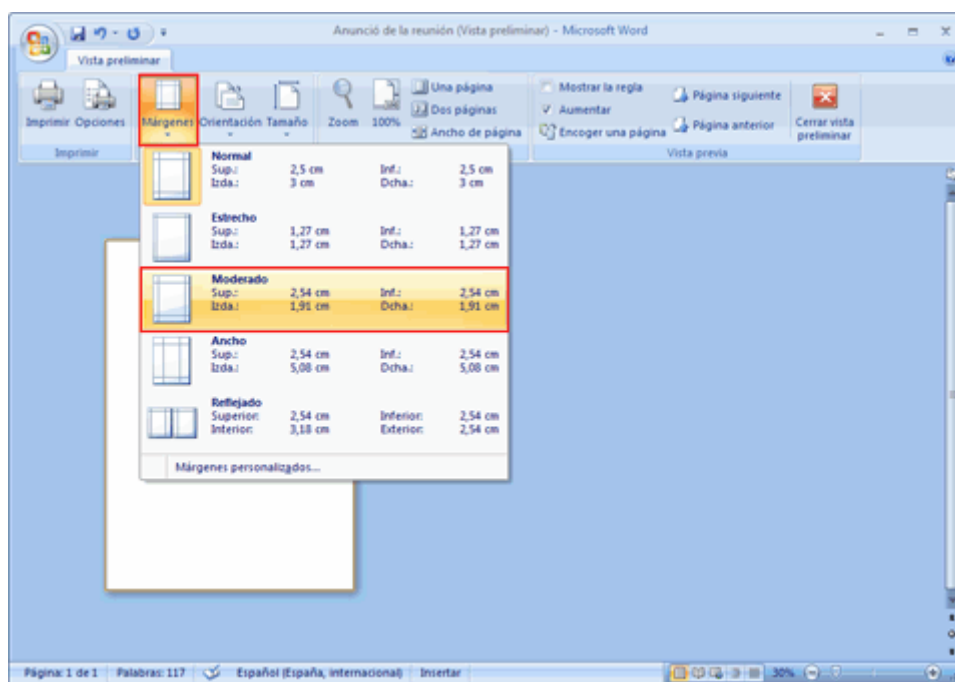 Anunció de la reunión (Vista preliminar) - Microsoft Word
Vista preliminar
Imprimir Opciones Márgenes Orientación Tamaño Zoom 100%
Una página
Dos páginas
Ancho de página
Mostrar la regla
Aumentar
Encoger una página
Página siguiente
Página anterior
Cerrar vista
preliminar
Imprimir
Vista previa
Normal
Sup.: 2,5 cm Inf.: 2,5 cm
Izda.: 3 cm Dcha.: 3 cm
Estrecho
Sup.: 1,27 cm Inf.: 1,27 cm
Izda.: 1,27 cm Dcha.: 1,27 cm
Moderado
Sup.: 2,54 cm Inf.: 2,54 cm
Izda.: 1,91 cm Dcha.: 1,91 cm
Ancho
Sup.: 2,54 cm Inf.: 2,54 cm
Izda.: 5,08 cm Dcha.: 5,08 cm
Reflejado
Superior: 2,54 cm Inferior: 2,54 cm
Interior: 3,18 cm Exterior: 2,54 cm
Márgenes personalizados...
Página: 1 de 1 Palabras: 117 Español (España, internacional) Insertar 30%